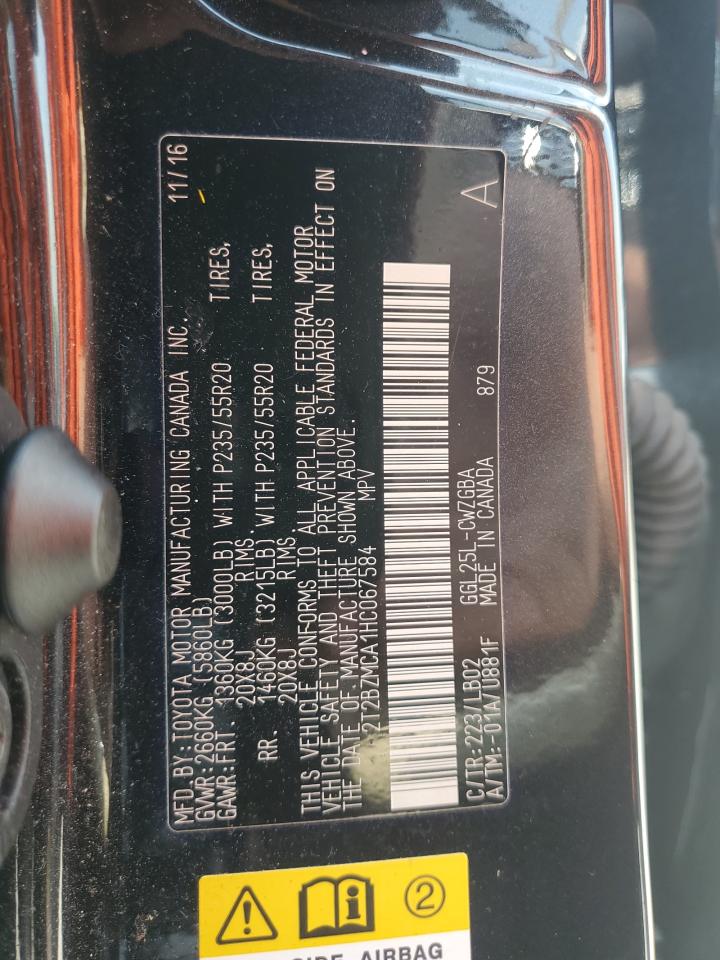 MFD. BY: TOYOTA MOTOR MANUFACTURING CANADA INC. 11/16
GVWR: 2660KG (5860LB)
GAWR: FRT. 1360KG (3000LB) WITH P235/55R20 TIRES,
20X8J RIMS.
RR. 1460KG (3215LB) WITH P235/55R20 TIRES,
20X8J RIMS
THIS VEHICLE CONFORMS TO ALL APPLICABLE FEDERAL MOTOR
VEHICLE SAFETY AND THEFT PREVENTION STANDARDS IN EFFECT ON
THE DATE OF MANUFACTURE SHOWN ABOVE.
2T2BZMCA1HC067584 MPV
C/TR: 223/LB02 GGL25L-CWZGBA
A/TM:-01A/U881F MADE IN CANADA 879 A
2
SIDE AIRBAG